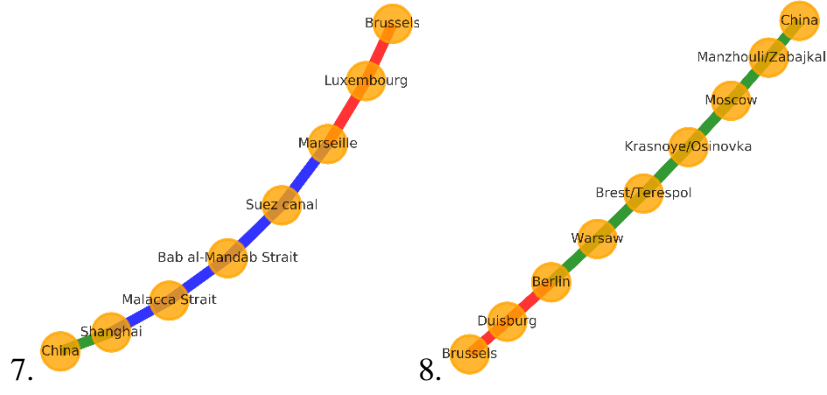 Brussels
Luxembourg
Marseille
Suez canal
Bab al-Mandab Strait
Malacca Strait
Shanghai
China
7.
China
Manzhouli/Zabajkal
Moscow
Krasnoye/Osinovka
Brest/Terespol
Warsaw
Berlin
Duisburg
Brussels
8.